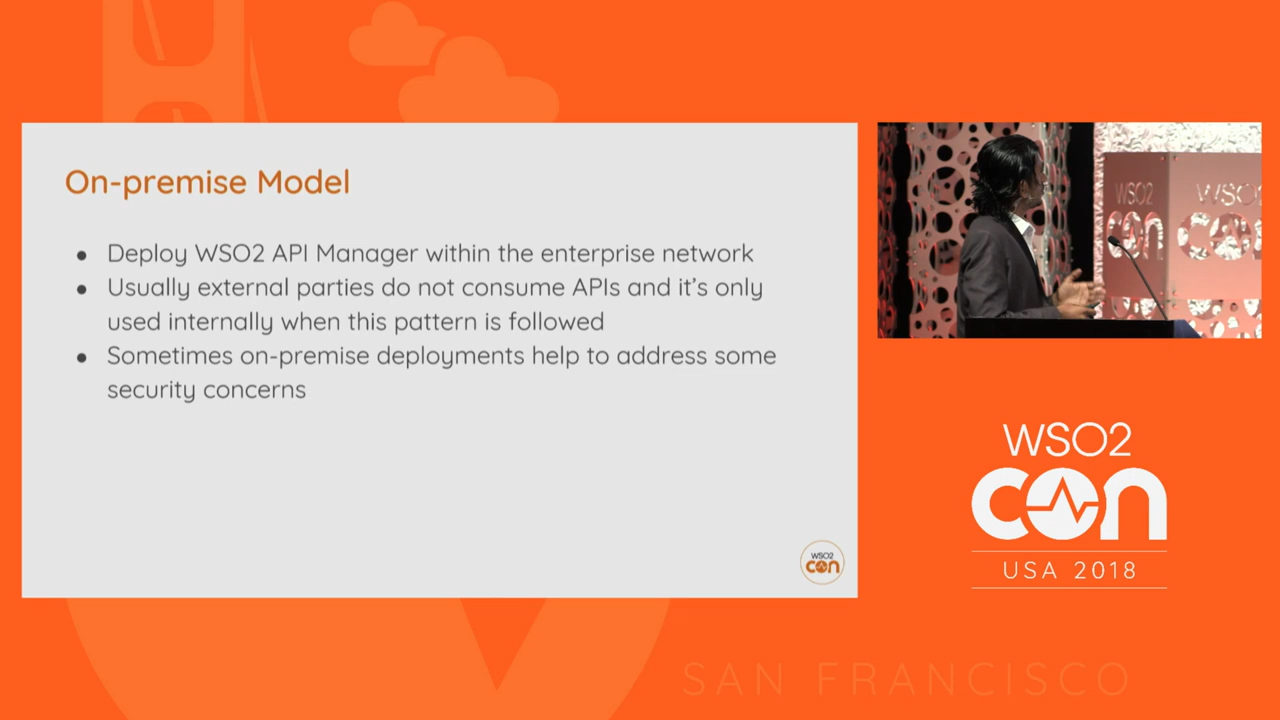 On-premise Model
● Deploy WSO2 API Manager within the enterprise network
● Usually external parties do not consume APIs and it's only
used internally when this pattern is followed
● Sometimes on-premise deployments help to address some
security concerns
WSO2
con
WSO2
con
WSO2
con
WSO2
con
USA 2018
SAN FRANCISCO